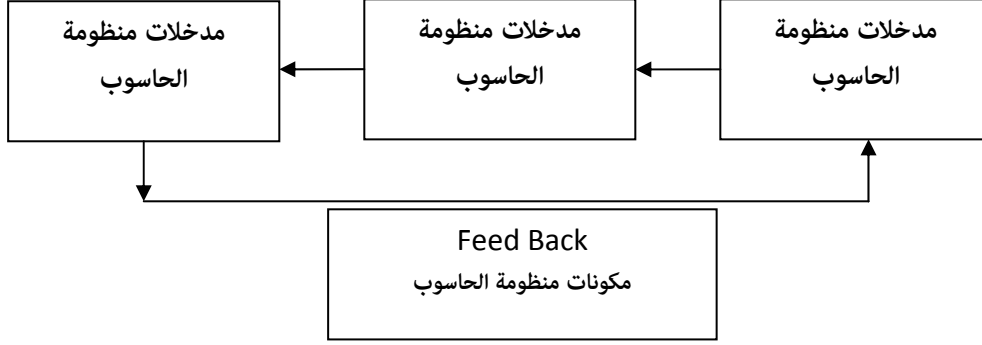 مدخلات منظومة
الحاسوب
مدخلات منظومة
الحاسوب
مدخلات منظومة
الحاسوب
Feed Back
مكونات منظومة الحاسوب